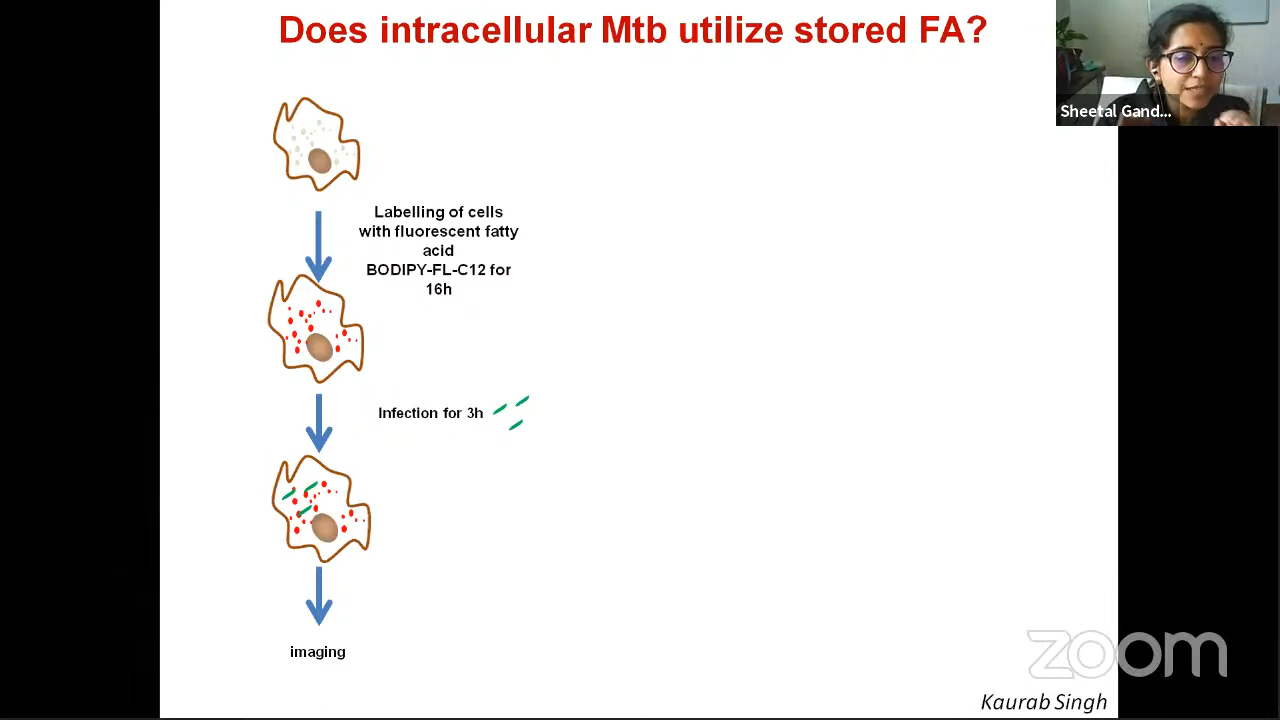 Does intracellular Mtb utilize stored FA?
Sheetal Gand...
Labelling of cells
with fluorescent fatty
acid
BODIPY-FL-C12 for
16h
Infection for 3h
imaging
zoom
Kaurab Singh